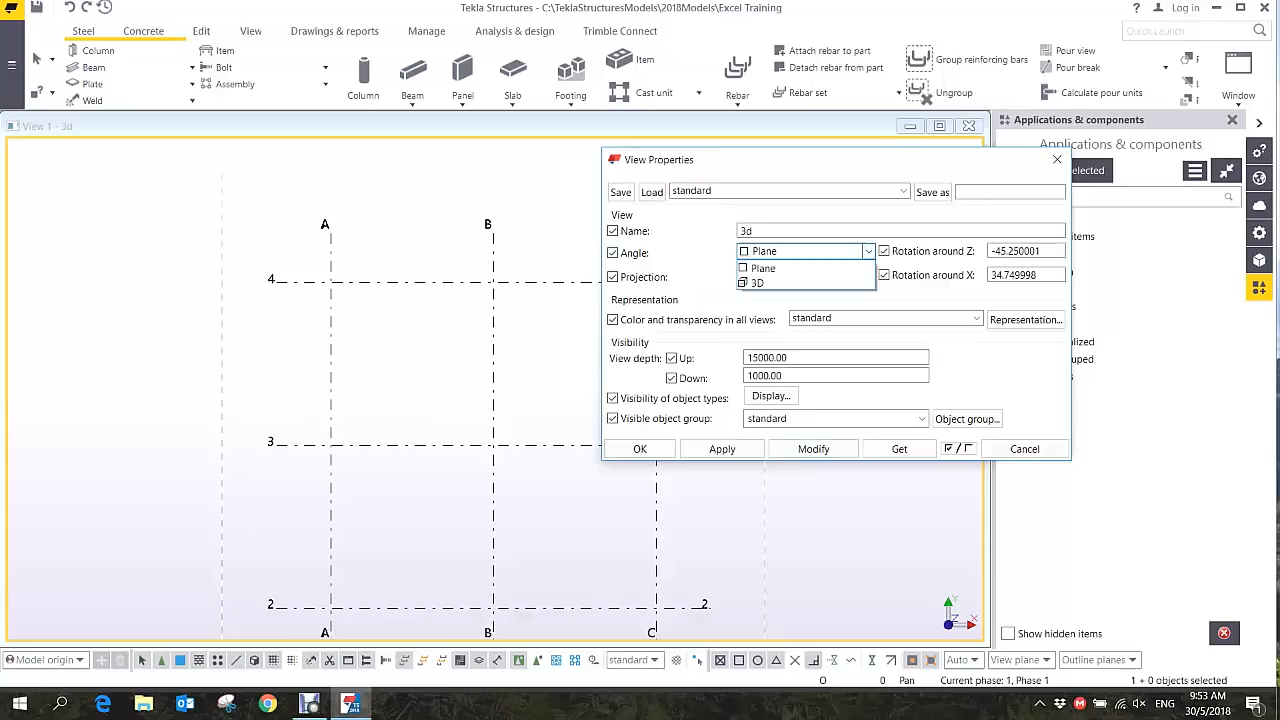 Tekla Structures - C:\TeklaStructuresModels\2018Models\Excel Training
Log in
Steel
Concrete
Edit
View
Drawings & reports
Manage
Analysis & design
Trimble Connect
Quick Launch
Column
Beam
Plate
Weld
Item
Bolt
Assembly
Column
Beam
Panel
Slab
Footing
Item
Cast unit
Rebar
Attach rebar to part
Detach rebar from part
Rebar set
Group reinforcing bars
Ungroup
Pour view
Pour break
Calculate pour units
Window
View 1 - 3d
Applications & components
Applications & components
elected
tems
alized
ouped
View Properties
Save
Load
standard
Save as
View
Name:
3d
Angle:
Plane
Rotation around Z:
-45.250001
Plane
3D
Projection:
Rotation around X:
34.749998
Representation
Color and transparency in all views:
standard
Representation...
Visibility
View depth:
Up:
15000.00
Down:
1000.00
Visibility of object types:
Display...
Visible object group:
standard
Object group...
OK
Apply
Modify
Get
Cancel
A
B
4
3
2
2
A
B
C
Y
Z
X
Show hidden items
Model origin
standard
Auto
View plane
Outline planes
O
0
Pan
Current phase: 1, Phase 1
1 + 0 objects selected
TS
2018
ENG
9:53 AM
30/5/2018